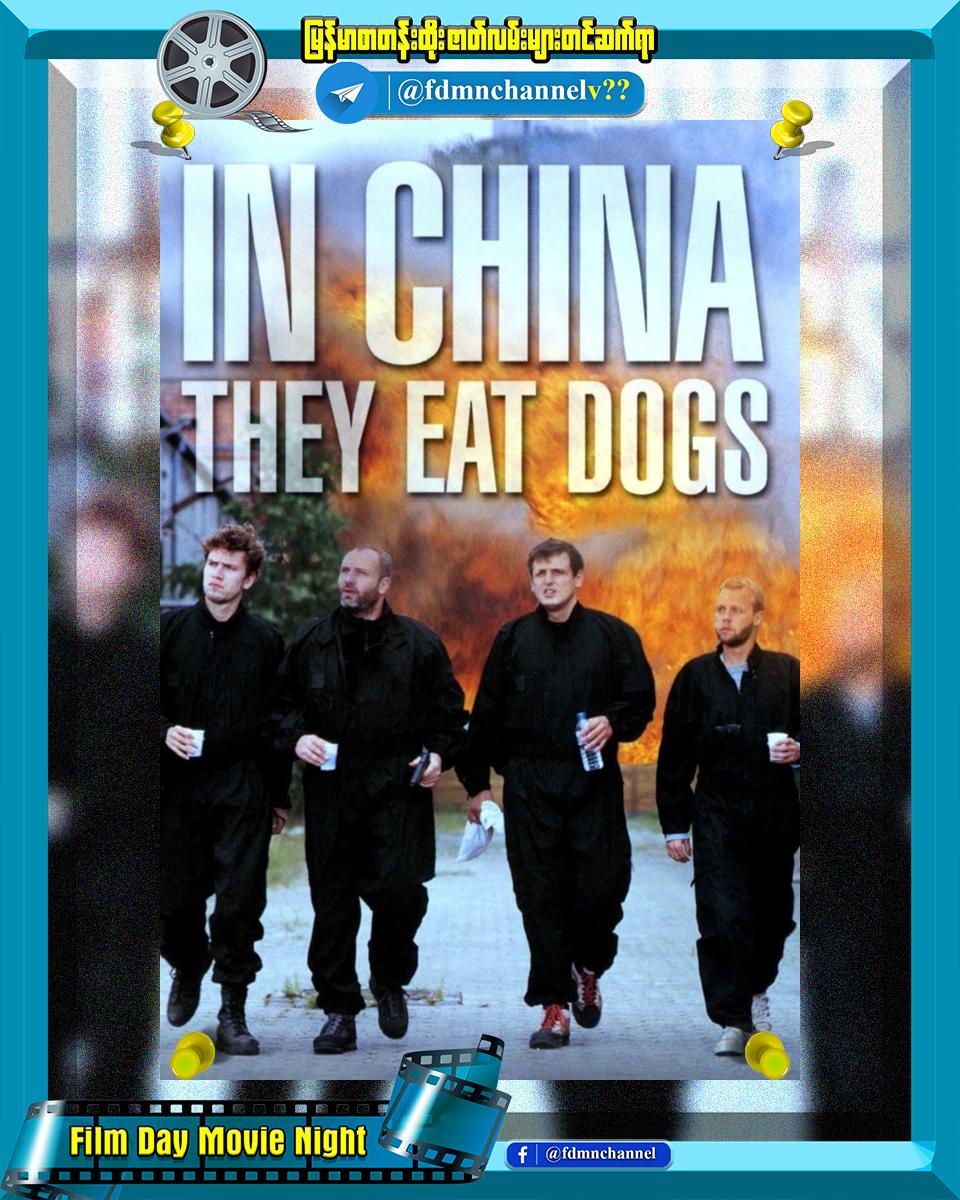 မြန်မာစာတန်းထိုးဇာတ်လမ်းများတင်ဆက်ရာ
@fdmnchannelv??
IN CHINA
THEY EAT DOGS
Film Day Movie Night
f | @fdmnchannel